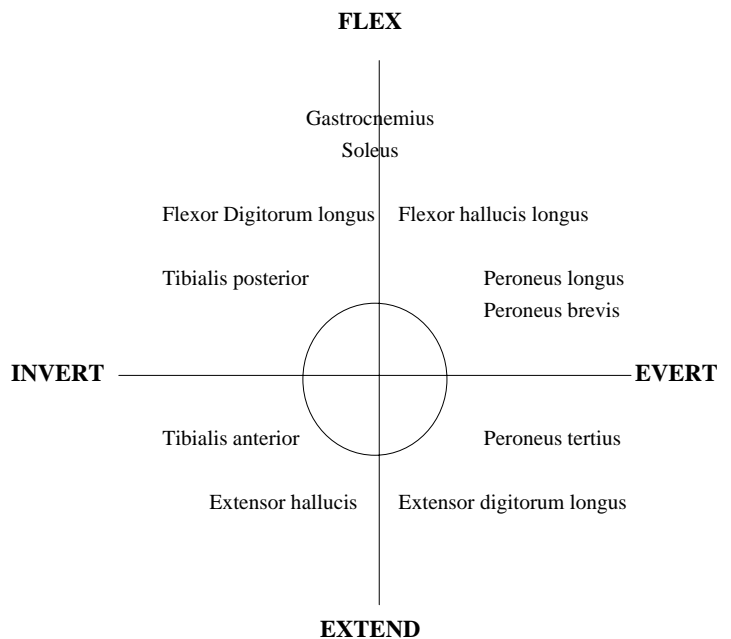 FLEX
Gastrocnemius
Soleus
Flexor Digitorum longus
Flexor hallucis longus
Tibialis posterior
Peroneus longus
Peroneus brevis
INVERT
EVERT
Tibialis anterior
Peroneus tertius
Extensor hallucis
Extensor digitorum longus
EXTEND